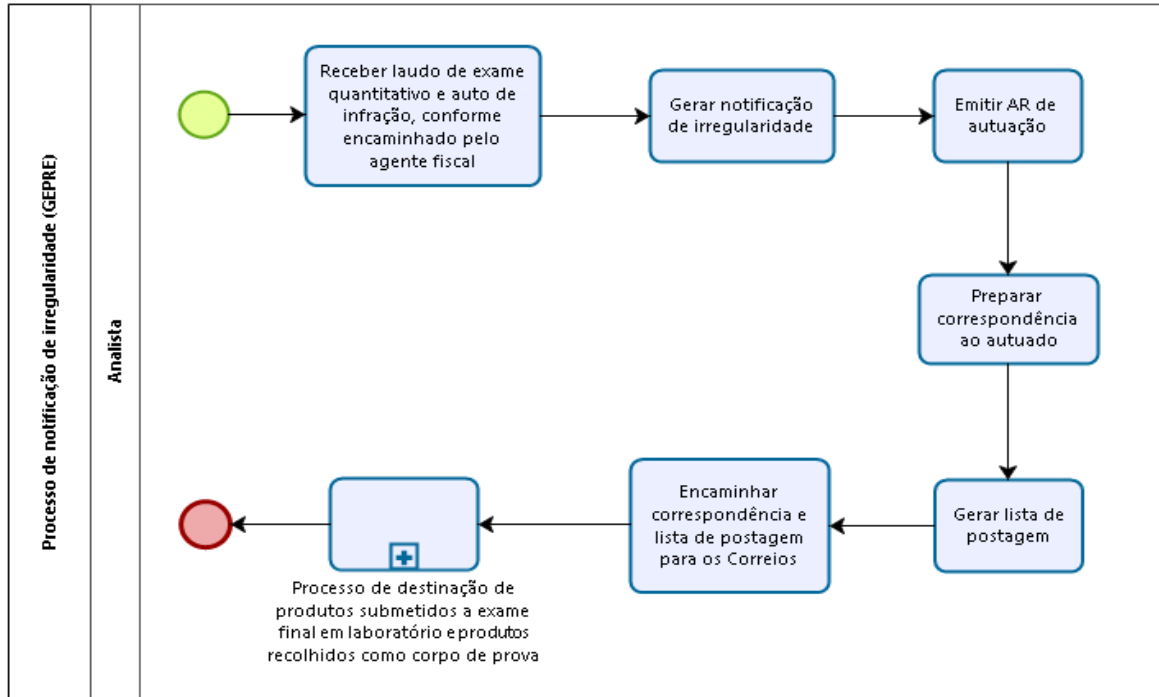 Processo de notificação de irregularidade (GEPRE)
Analista
Receber laudo de exame
quantitativo e auto de
infração, conforme
encaminhado pelo
agente fiscal
Gerar notificação
de irregularidade
Emitir AR de
autuação
Preparar
correspondência
ao autuado
Gerar lista de
postagem
Encaminhar
correspondência e
lista de postagem
para os Correios
Processo de destinação de
produtos submetidos a exame
final em laboratório e produtos
recolhidos como corpo de prova